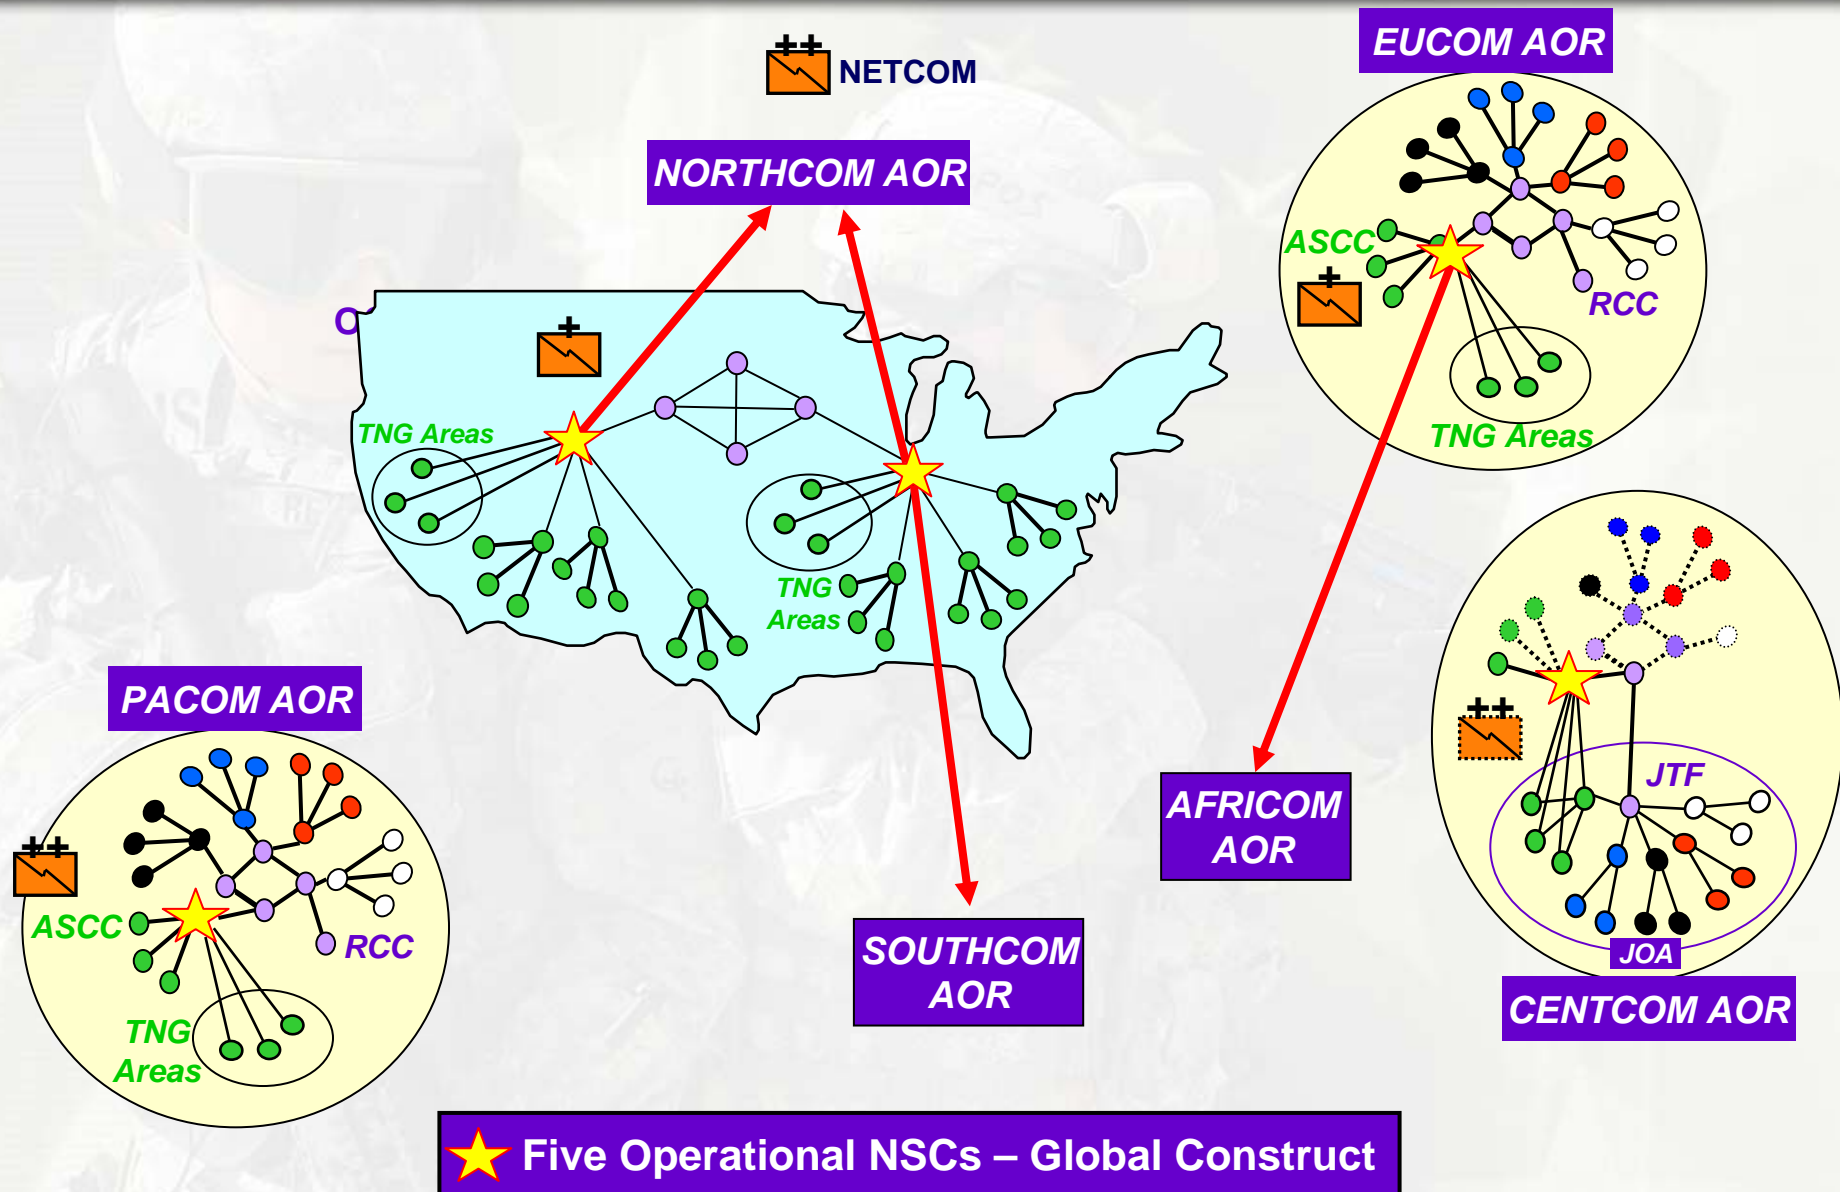 NETCOM
EUCOM AOR
NORTHCOM AOR
ASCC
RCC
TNG Areas
TNG Areas
TNG
Areas
JTF
JOA
CENTCOM AOR
PACOM AOR
ASCC
RCC
TNG
Areas
AFRICOM
AOR
SOUTHCOM
AOR
Five Operational NSCs – Global Construct